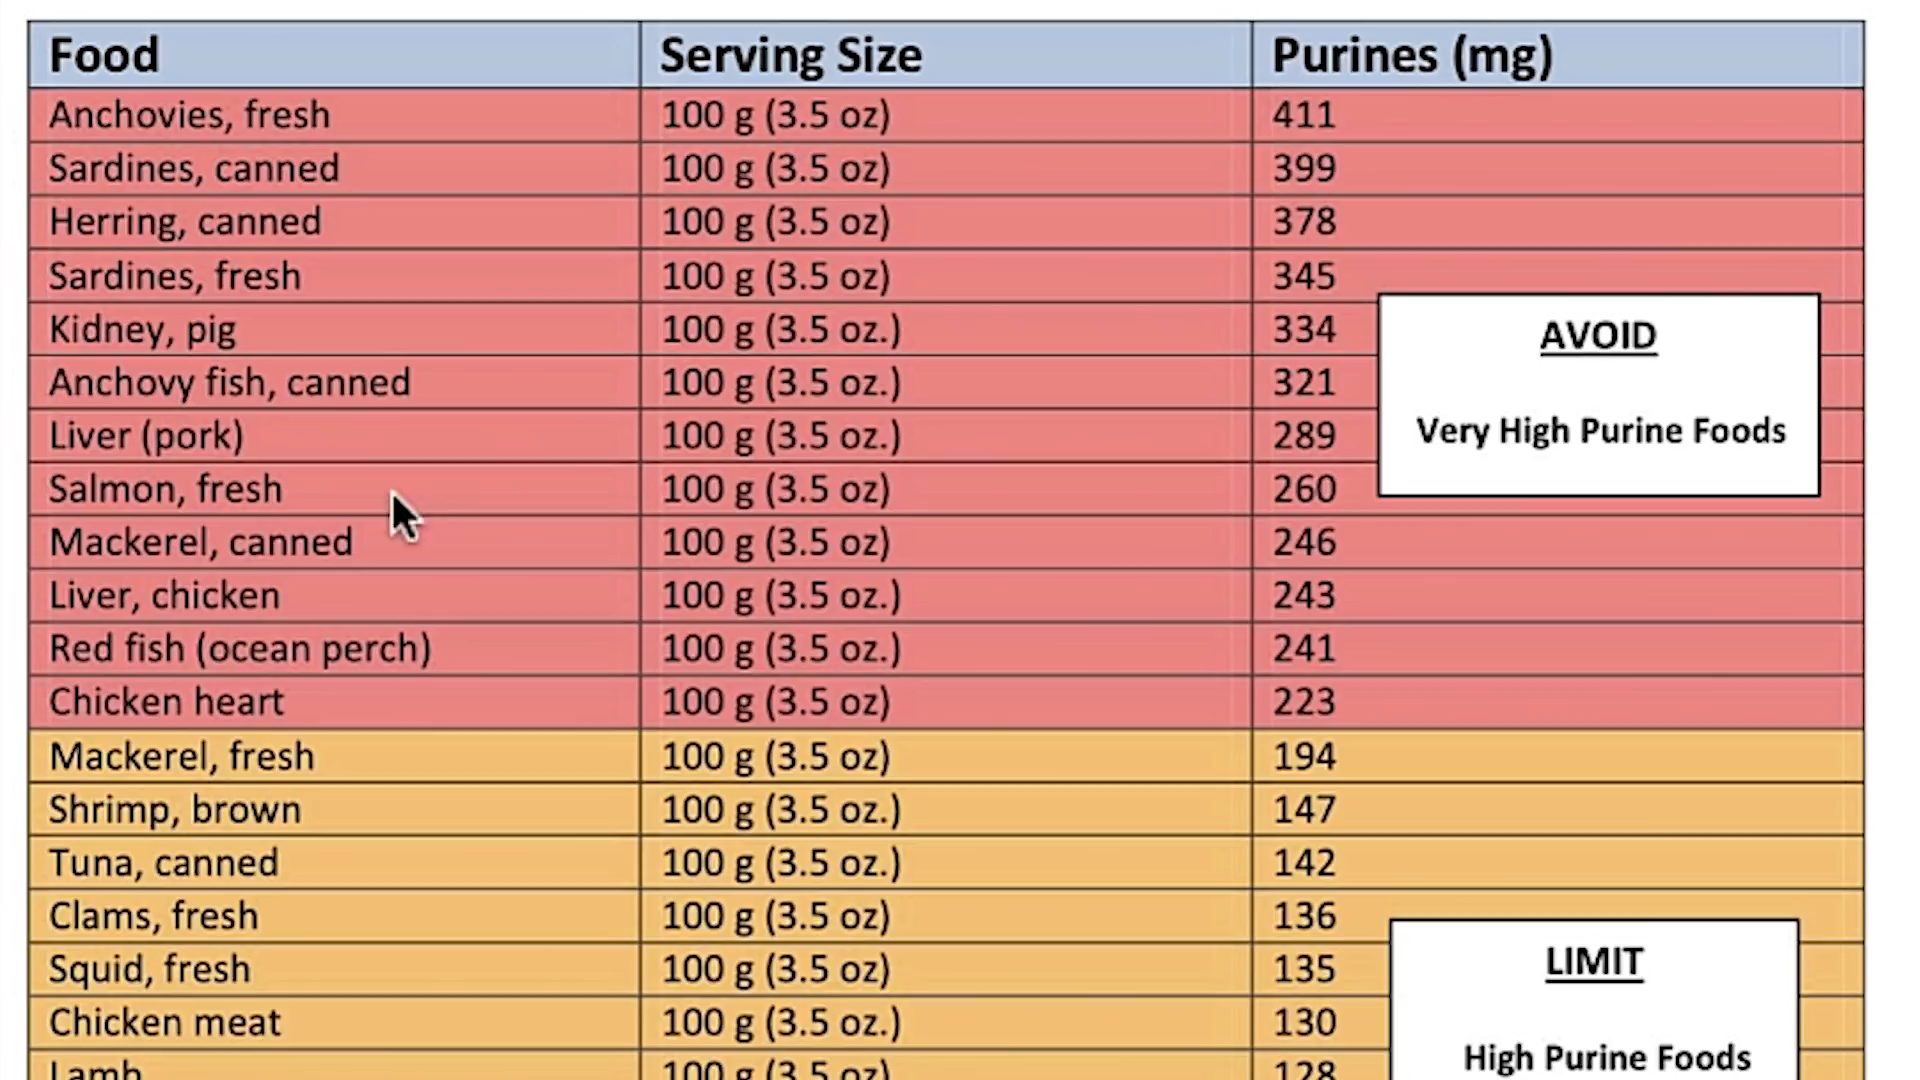 Food Serving Size Purines (mg)
Anchovies, fresh 100 g (3.5 oz) 411
Sardines, canned 100 g (3.5 oz) 399
Herring, canned 100 g (3.5 oz) 378
Sardines, fresh 100 g (3.5 oz) 345
Kidney, pig 100 g (3.5 oz.) 334
AVOID
Anchovy fish, canned 100 g (3.5 oz.) 321
Liver (pork) 100 g (3.5 oz.) 289
Very High Purine Foods
Salmon, fresh 100 g (3.5 oz) 260
Mackerel, canned 100 g (3.5 oz) 246
Liver, chicken 100 g (3.5 oz.) 243
Red fish (ocean perch) 100 g (3.5 oz.) 241
Chicken heart 100 g (3.5 oz) 223
Mackerel, fresh 100 g (3.5 oz) 194
Shrimp, brown 100 g (3.5 oz.) 147
Tuna, canned 100 g (3.5 oz.) 142
Clams, fresh 100 g (3.5 oz) 136
Squid, fresh 100 g (3.5 oz) 135
LIMIT
Chicken meat 100 g (3.5 oz.) 130
High Purine Foods
Lamb 100 g (3.5 oz) 128